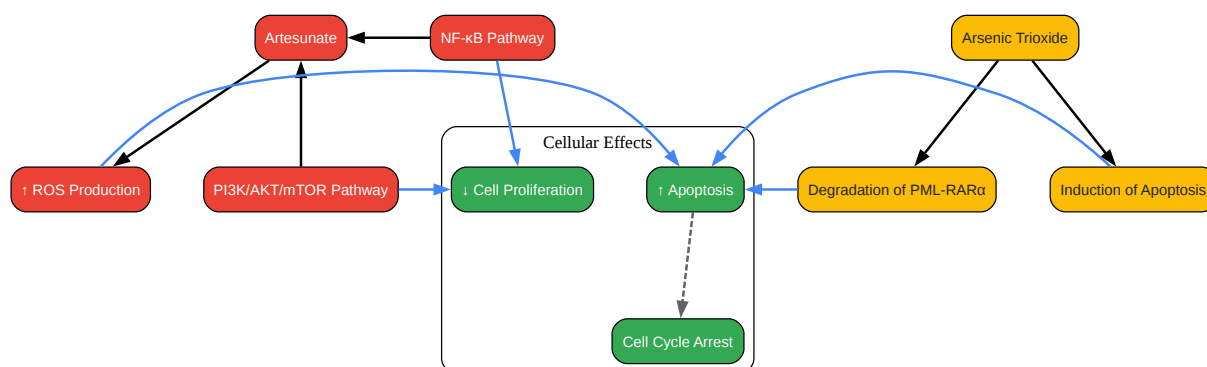 Artesunate
NF-κB Pathway
Arsenic Trioxide
Cellular Effects
↑ ROS Production
PI3K/AKT/mTOR Pathway
↓ Cell Proliferation
↑ Apoptosis
Degradation of PML-RARα
Induction of Apoptosis
Cell Cycle Arrest